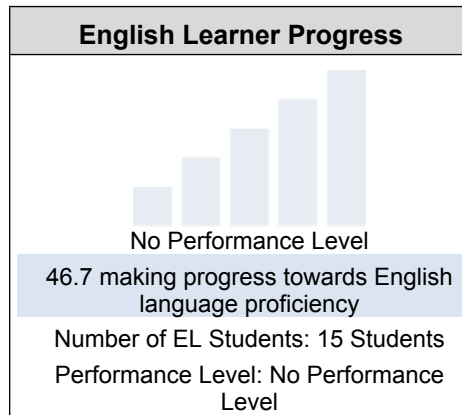 English Learner Progress
No Performance Level
46.7 making progress towards English
language proficiency
Number of EL Students: 15 Students
Performance Level: No Performance
Level